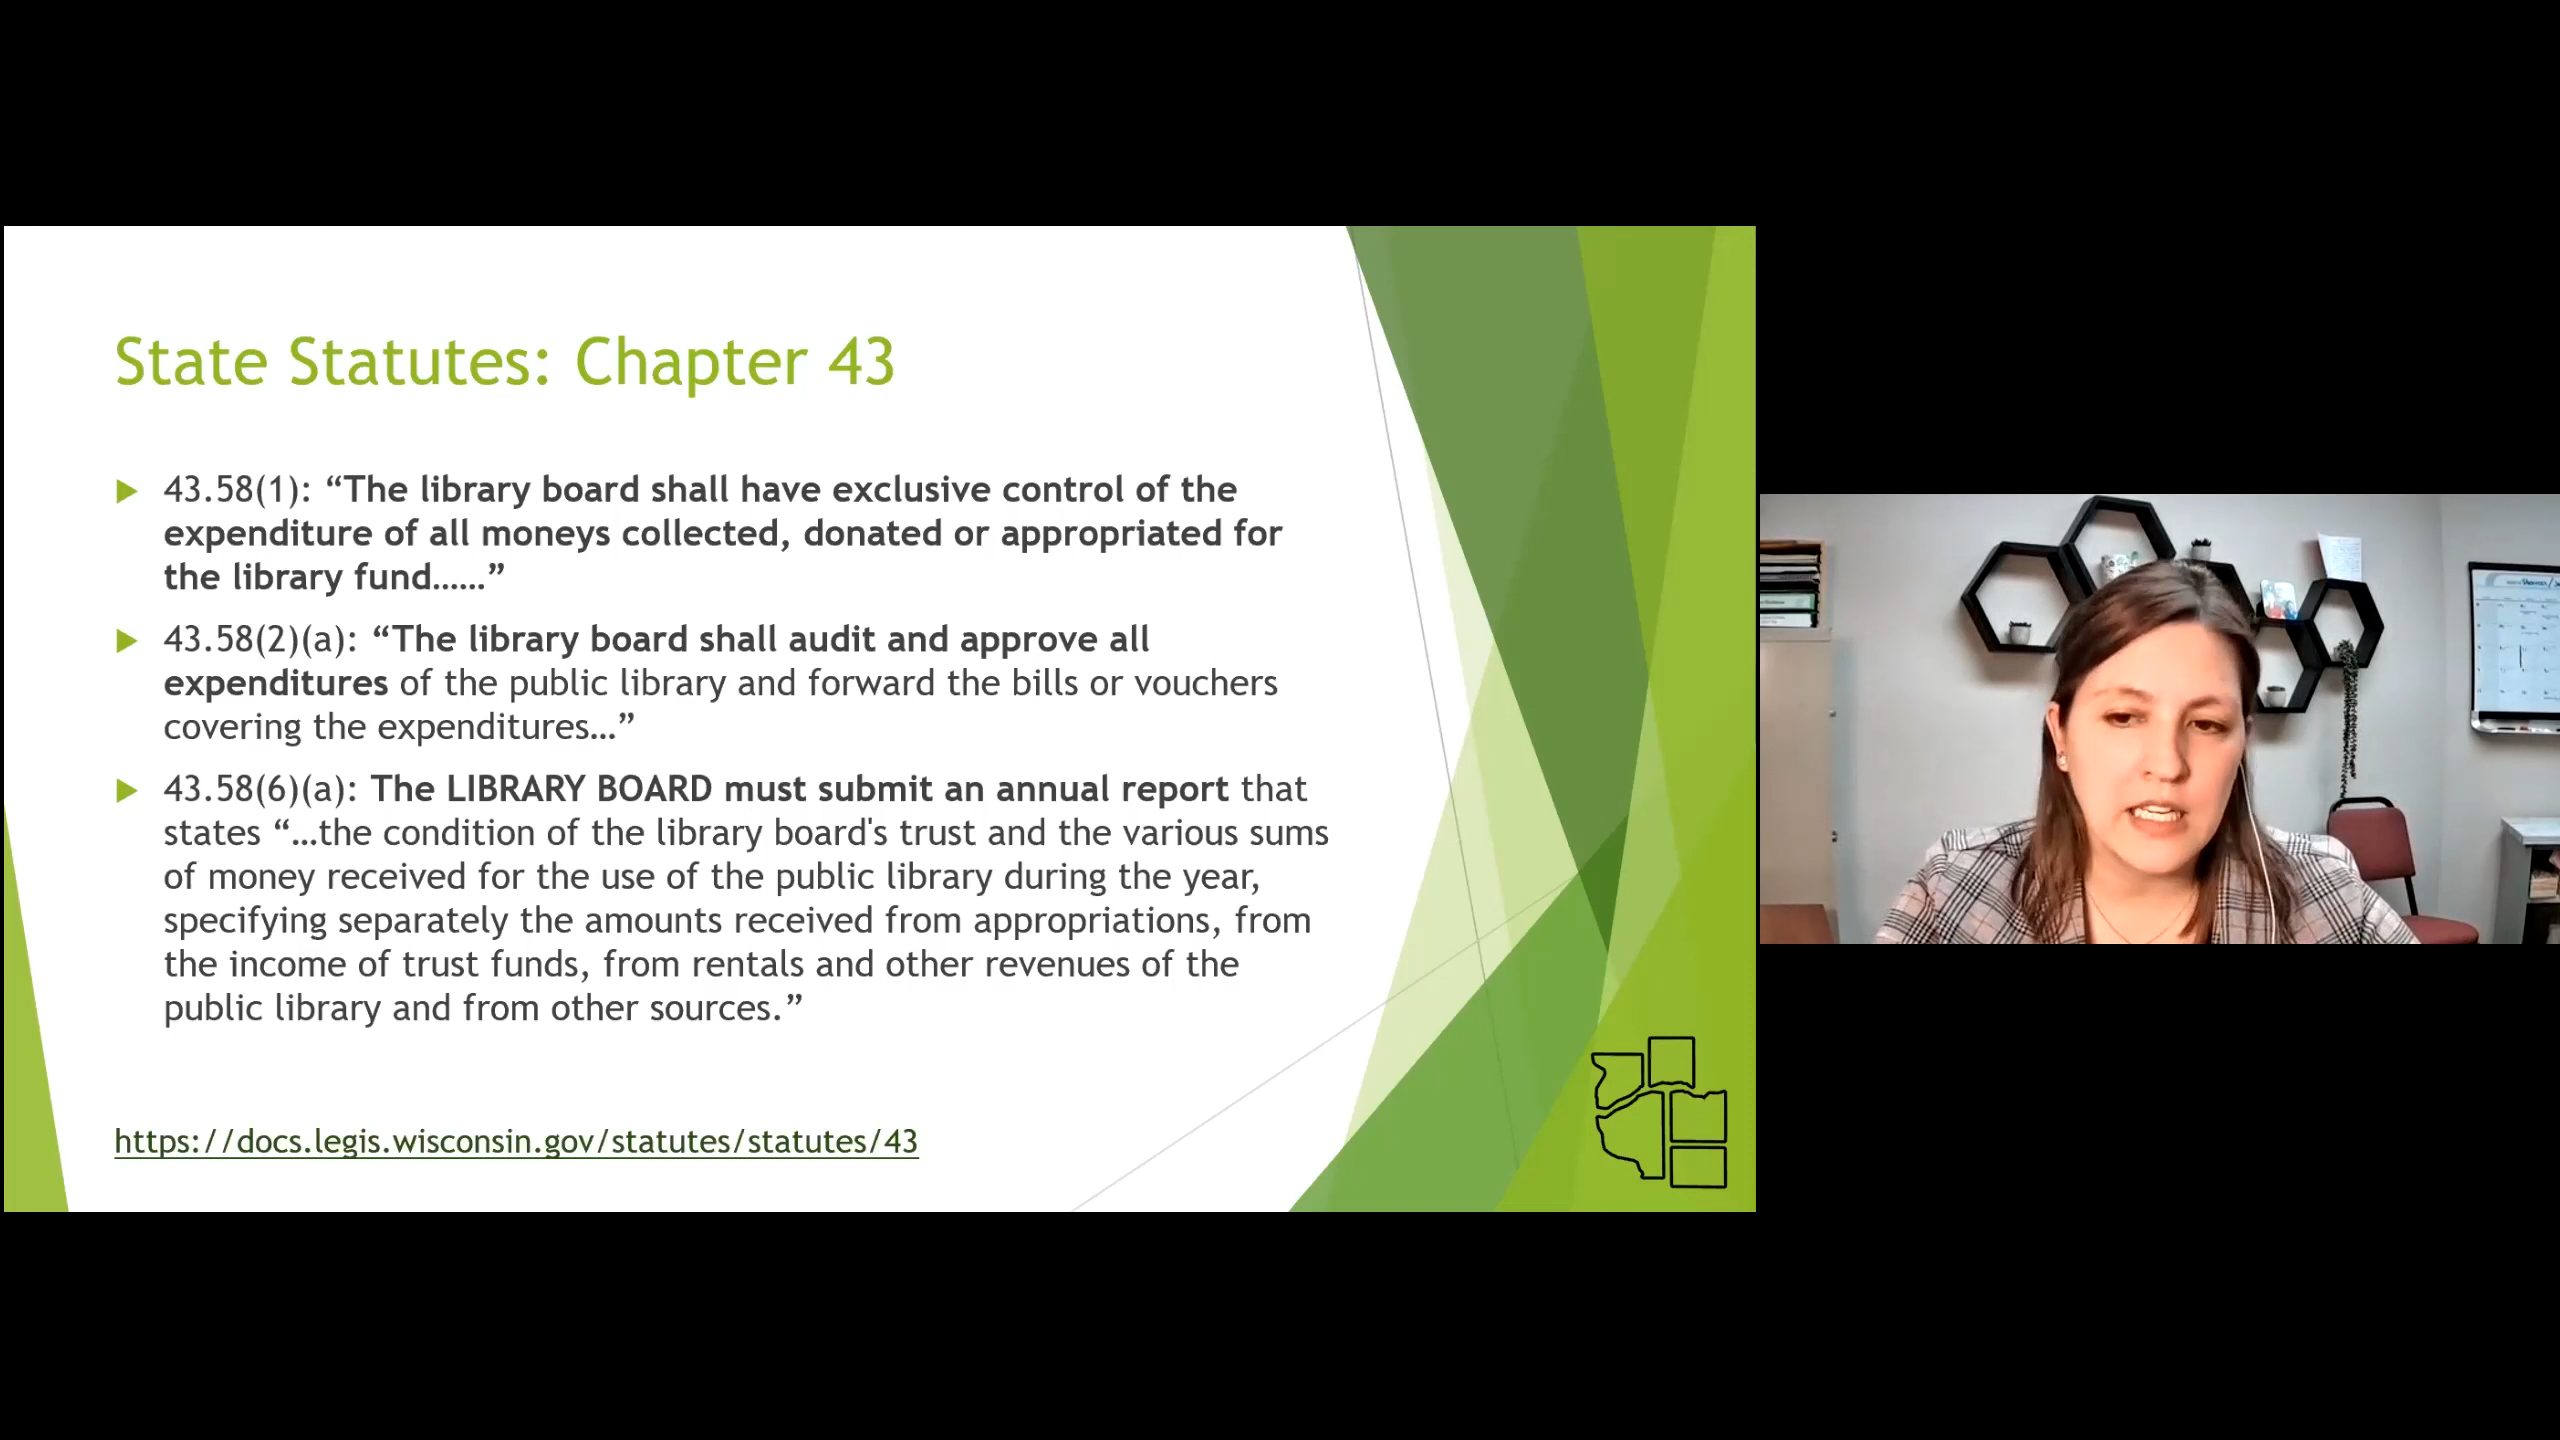 State Statutes: Chapter 43
43.58(1): “The library board shall have exclusive control of the
expenditure of all moneys collected, donated or appropriated for
the library fund……”
43.58(2)(a): “The library board shall audit and approve all
expenditures of the public library and forward the bills or vouchers
covering the expenditures…”
43.58(6)(a): The LIBRARY BOARD must submit an annual report that
states “…the condition of the library board's trust and the various sums
of money received for the use of the public library during the year,
specifying separately the amounts received from appropriations, from
the income of trust funds, from rentals and other revenues of the
public library and from other sources.”
https://docs.legis.wisconsin.gov/statutes/statutes/43